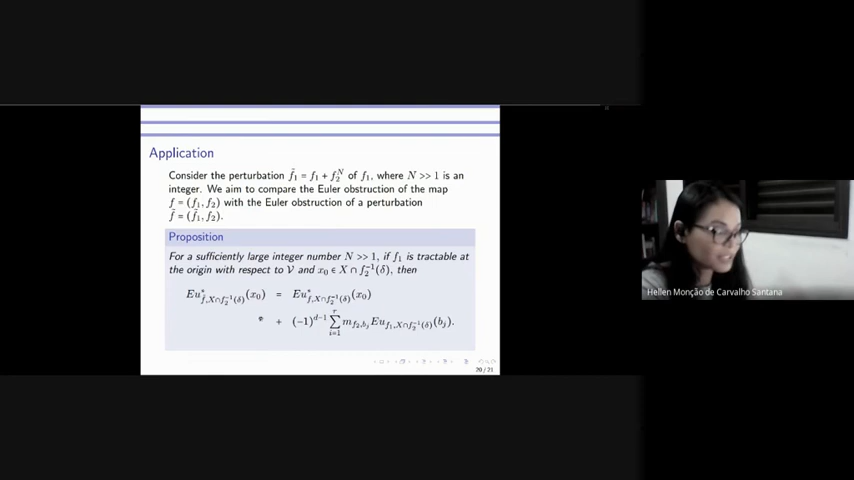 Application
Consider the perturbation f̃₁ = f₁ + f₂ᴺ of f₁, where N >> 1 is an
integer. We aim to compare the Euler obstruction of the map
f = (f₁, f₂) with the Euler obstruction of a perturbation
f̃ = (f̃₁, f₂).
Proposition
For a sufficiently large integer number N >> 1, if f₁ is tractable at
the origin with respect to 𝒱 and x₀ ∈ X ∩ f₂⁻¹(δ), then
Eu*_{f̃,X∩f₂⁻¹(δ)}(x₀) = Eu*_{f,X∩f₂⁻¹(δ)}(x₀)
+ (-1)^{d-1} ∑_{i=1}^{r} m_{f₂,b_j} Eu_{f₁,X∩f₂⁻¹(δ)}(b_j).
20 / 21
Hellen Monção de Carvalho Santana